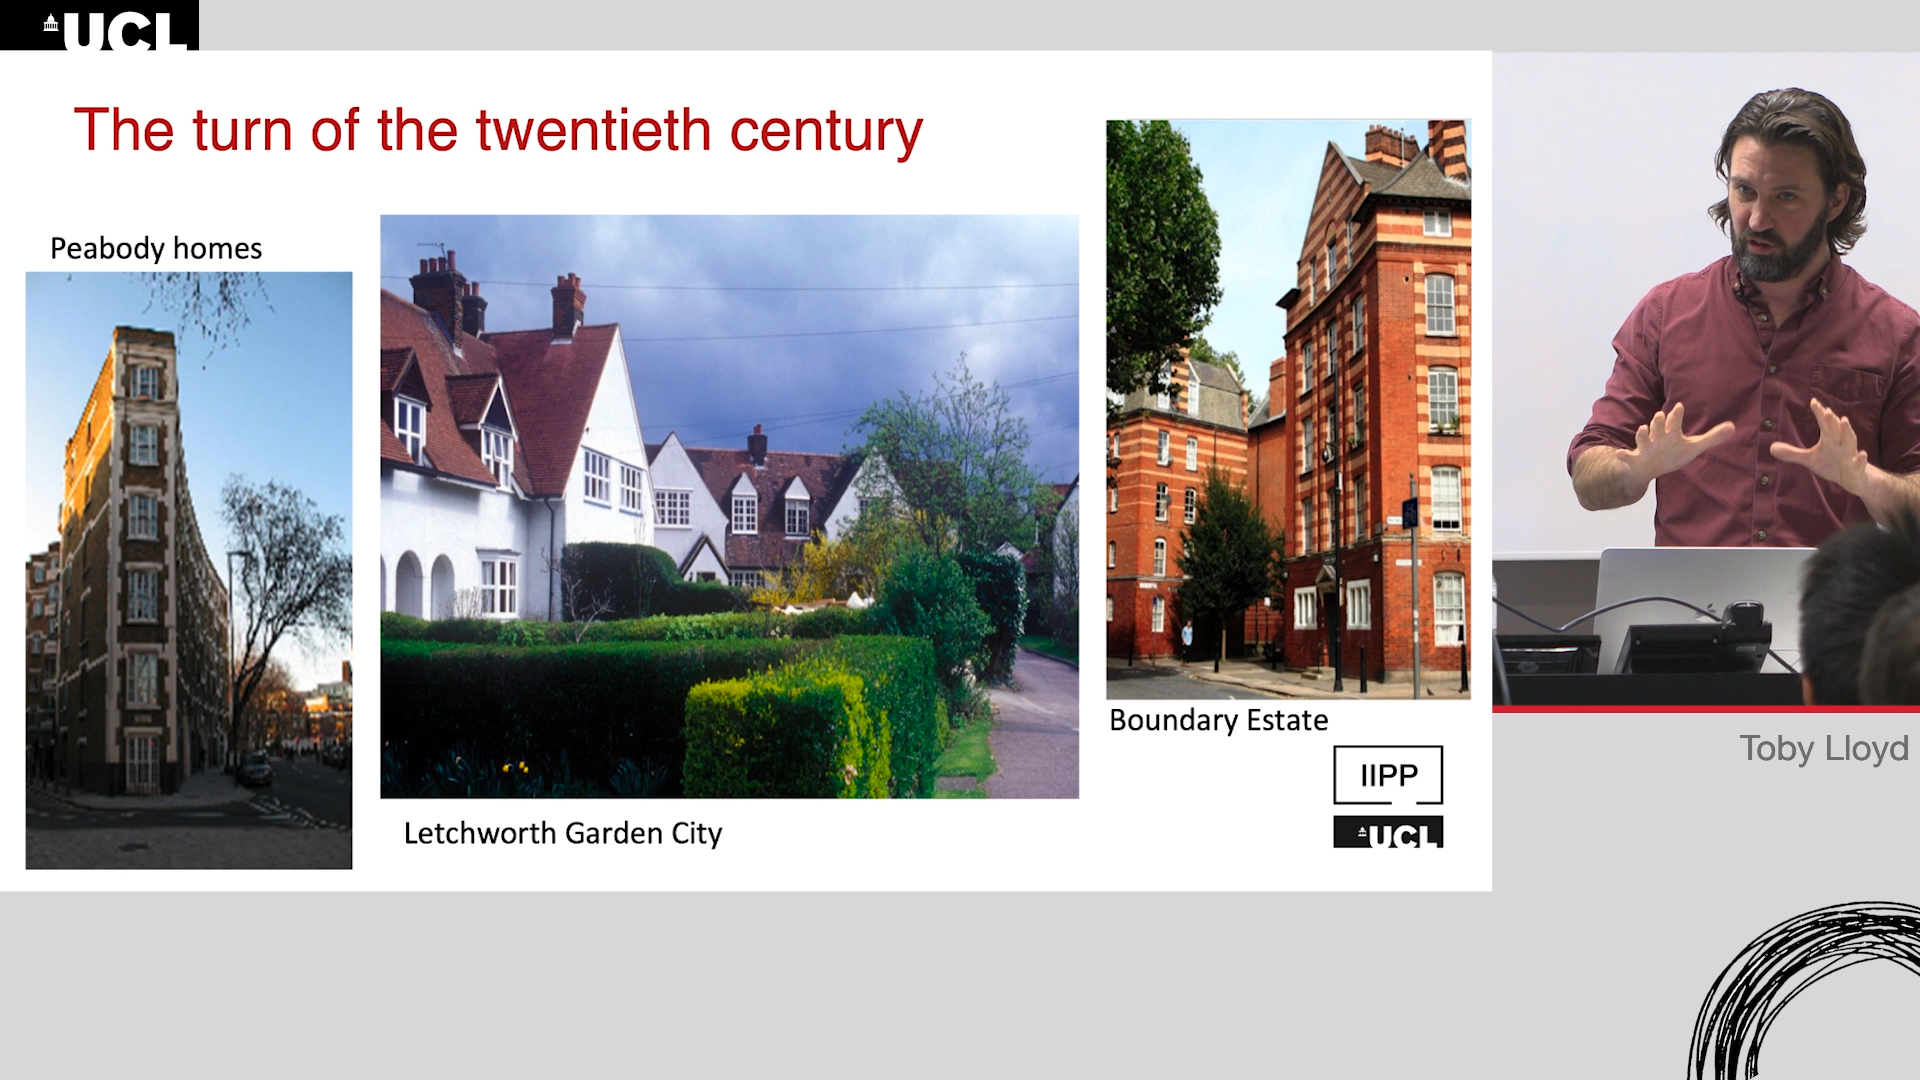 UCL
The turn of the twentieth century
Peabody homes
Letchworth Garden City
Boundary Estate
IIPP
UCL
Toby Lloyd